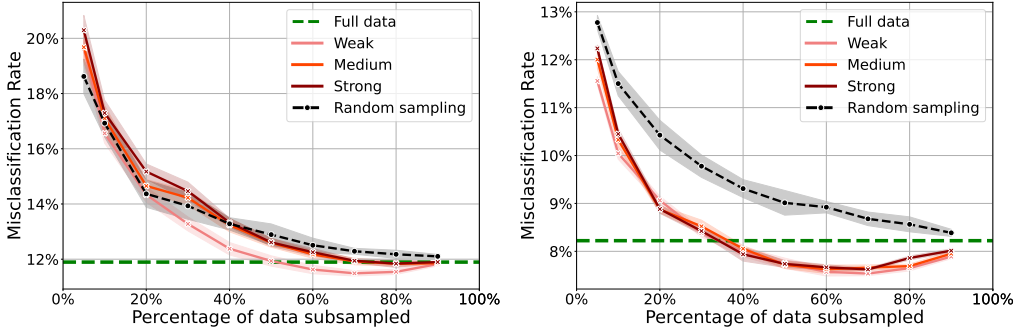 Misclassification Rate
20%
18%
16%
14%
12%
Full data
Weak
Medium
Strong
Random sampling
0%
20%
40%
60%
80%
100%
Percentage of data subsampled
Misclassification Rate
13%
12%
11%
10%
9%
8%
Full data
Weak
Medium
Strong
Random sampling
0%
20%
40%
60%
80%
100%
Percentage of data subsampled